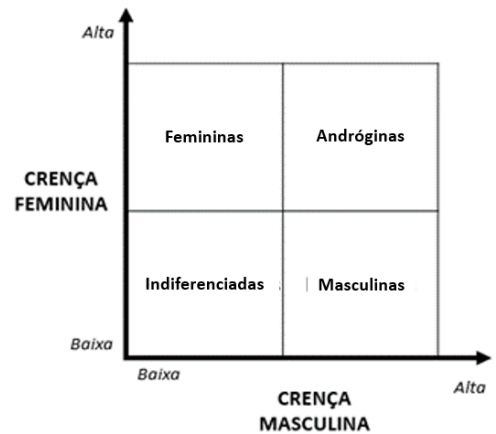 Alta
Femininas
Andróginas
CRENÇA
FEMININA
Indiferenciadas
Masculinas
Baixa
Baixa
Alta
CRENÇA
MASCULINA